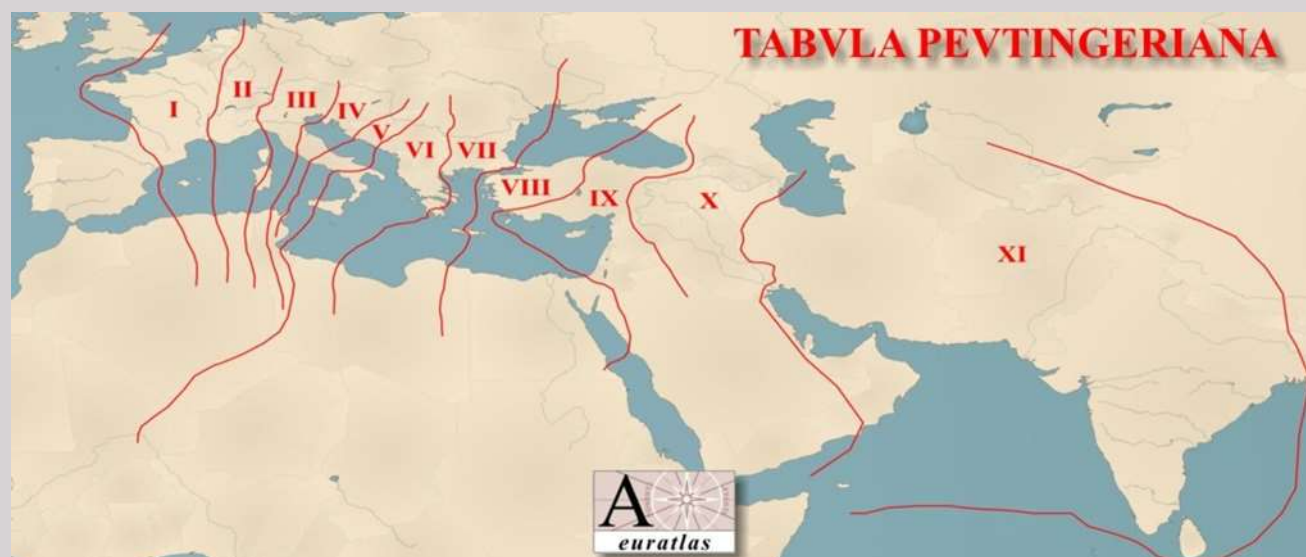 TABVLA PEVTINGERIANA
I
II
III
IV
V
VI
VII
VIII
IX
X
XI
A
euratlas